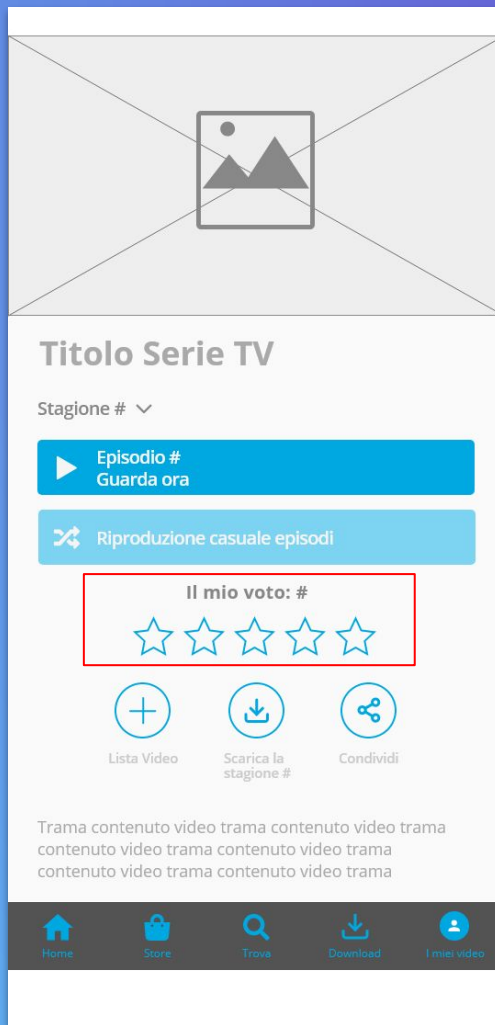 Titolo Serie TV
Stagione #
Episodio #
Guarda ora
Riproduzione casuale episodi
Il mio voto: #
Lista Video
Scarica la
stagione #
Condividi
Trama contenuto video trama contenuto video trama
contenuto video trama contenuto video trama
contenuto video trama contenuto video trama
Home
Store
Trova
Download
I miei video